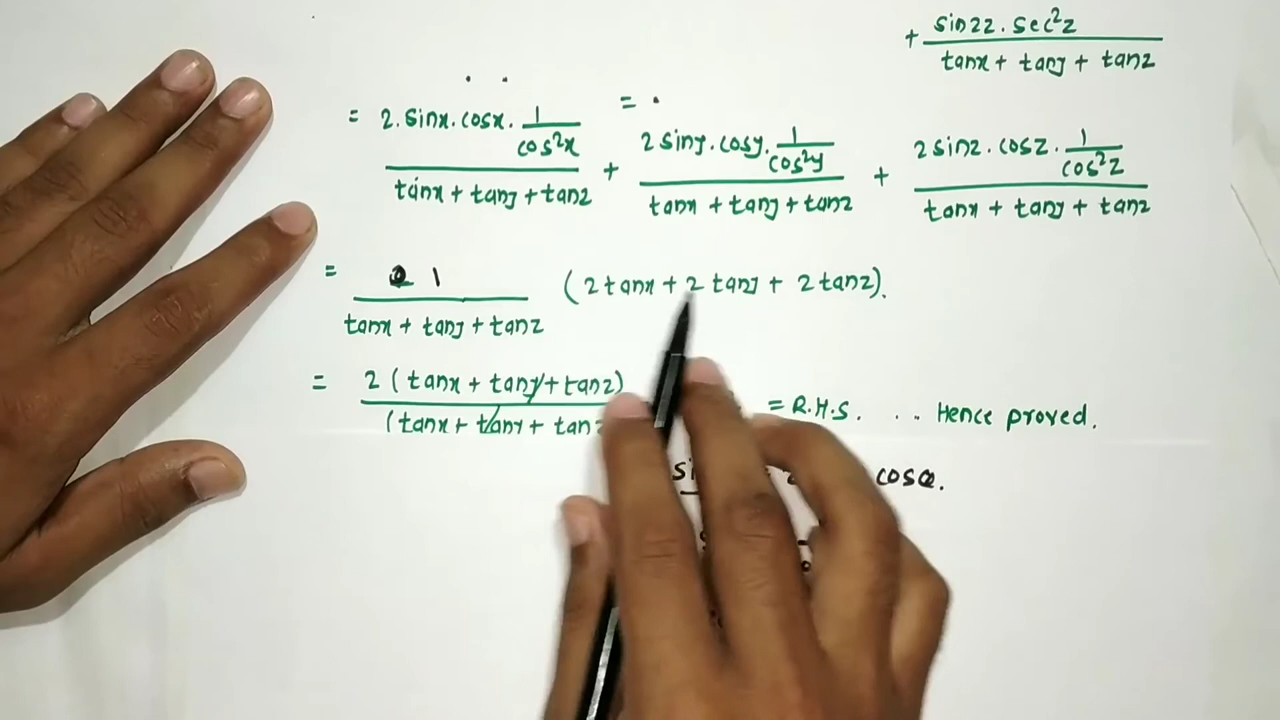 + sin2z . sec²z / tanx + tany + tanz
= 2. sinx. cosx. 1/cos²x / tanx + tany + tanz + 2 siny. cosy. 1/cos²y / tanx + tany + tanz + 2 sinz. cosz. 1/cos²z / tanx + tany + tanz
=
= 1 / tanx + tany + tanz (2 tanx + 2 tany + 2 tanz).
= 2 ( tanx + tany + tanz) / (tanx + tany + tan = R.H.S. .. Hence proved.
cosa.